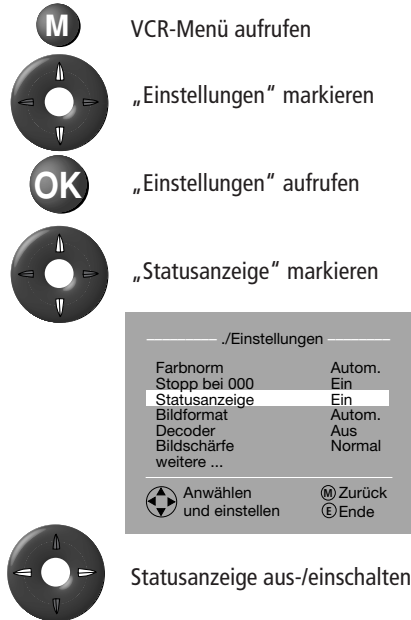 M
VCR-Menü aufrufen
„Einstellungen“ markieren
OK
„Einstellungen“ aufrufen
„Statusanzeige“ markieren
./Einstellungen
Farbnorm Autom.
Stopp bei 000 Ein
Statusanzeige Ein
Bildformat Autom.
Decoder Aus
Bildschärfe Normal
weitere ...
Anwählen M Zurück
und einstellen E Ende
Statusanzeige aus-/einschalten